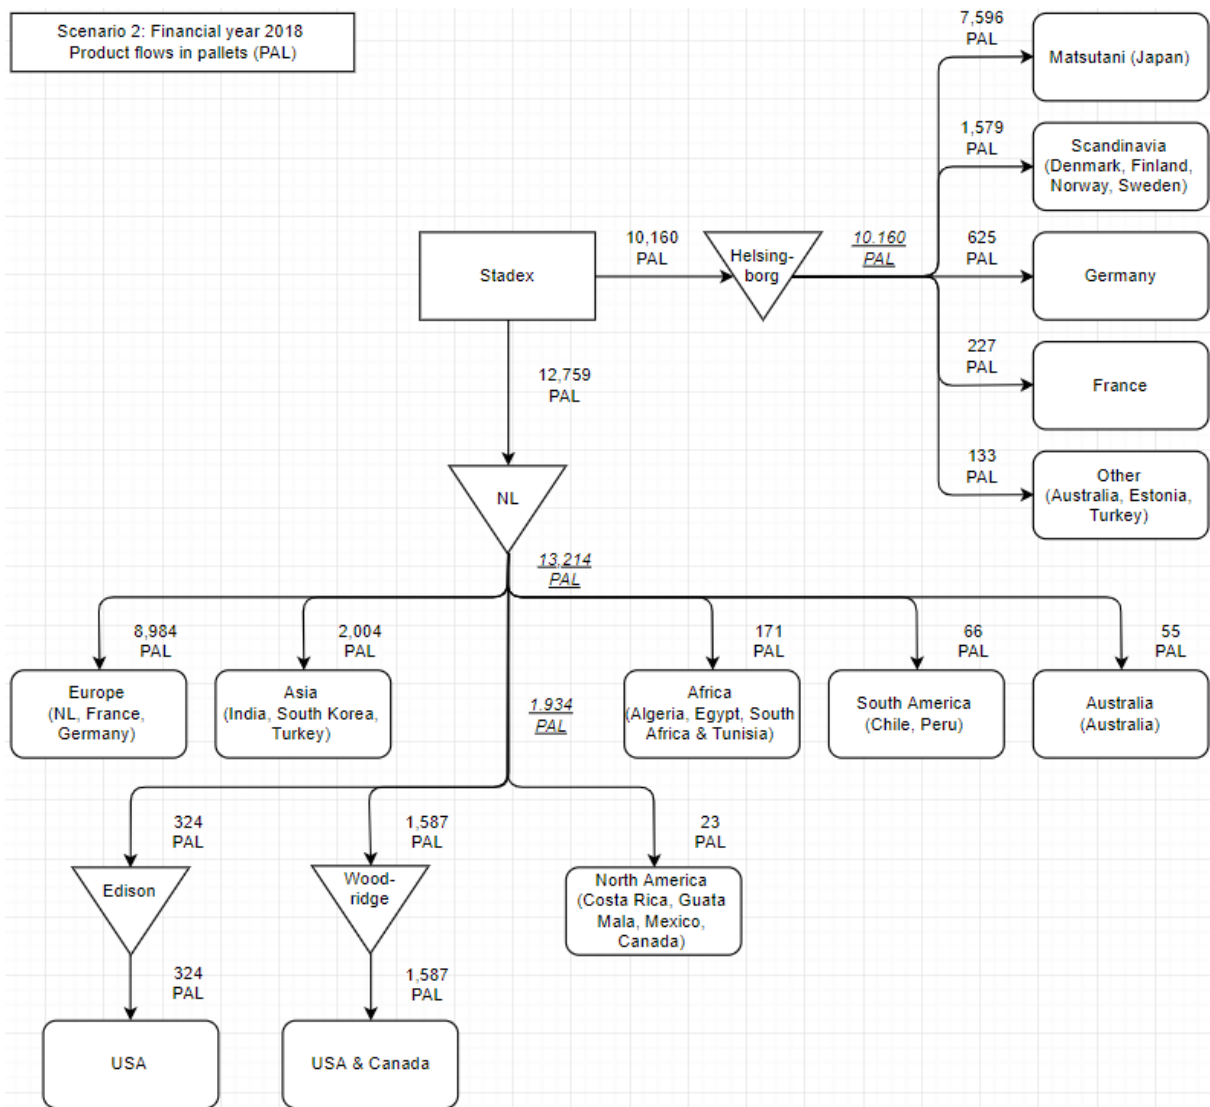 Scenario 2: Financial year 2018
Product flows in pallets (PAL)
7,596
PAL
Matsutani (Japan)
1,579
PAL
Scandinavia
(Denmark, Finland,
Norway, Sweden)
Stadex
10,160
PAL
Helsing-
borg
10.160
PAL
625
PAL
Germany
12,759
PAL
227
PAL
France
133
PAL
Other
(Australia, Estonia,
Turkey)
NL
13,214
PAL
8,984
PAL
2,004
PAL
171
PAL
66
PAL
55
PAL
Europe
(NL, France,
Germany)
Asia
(India, South Korea,
Turkey)
1.934
PAL
Africa
(Algeria, Egypt, South
Africa & Tunisia)
South America
(Chile, Peru)
Australia
(Australia)
324
PAL
1,587
PAL
23
PAL
Edison
Wood-
ridge
North America
(Costa Rica, Guata
Mala, Mexico,
Canada)
324
PAL
1,587
PAL
USA
USA & Canada